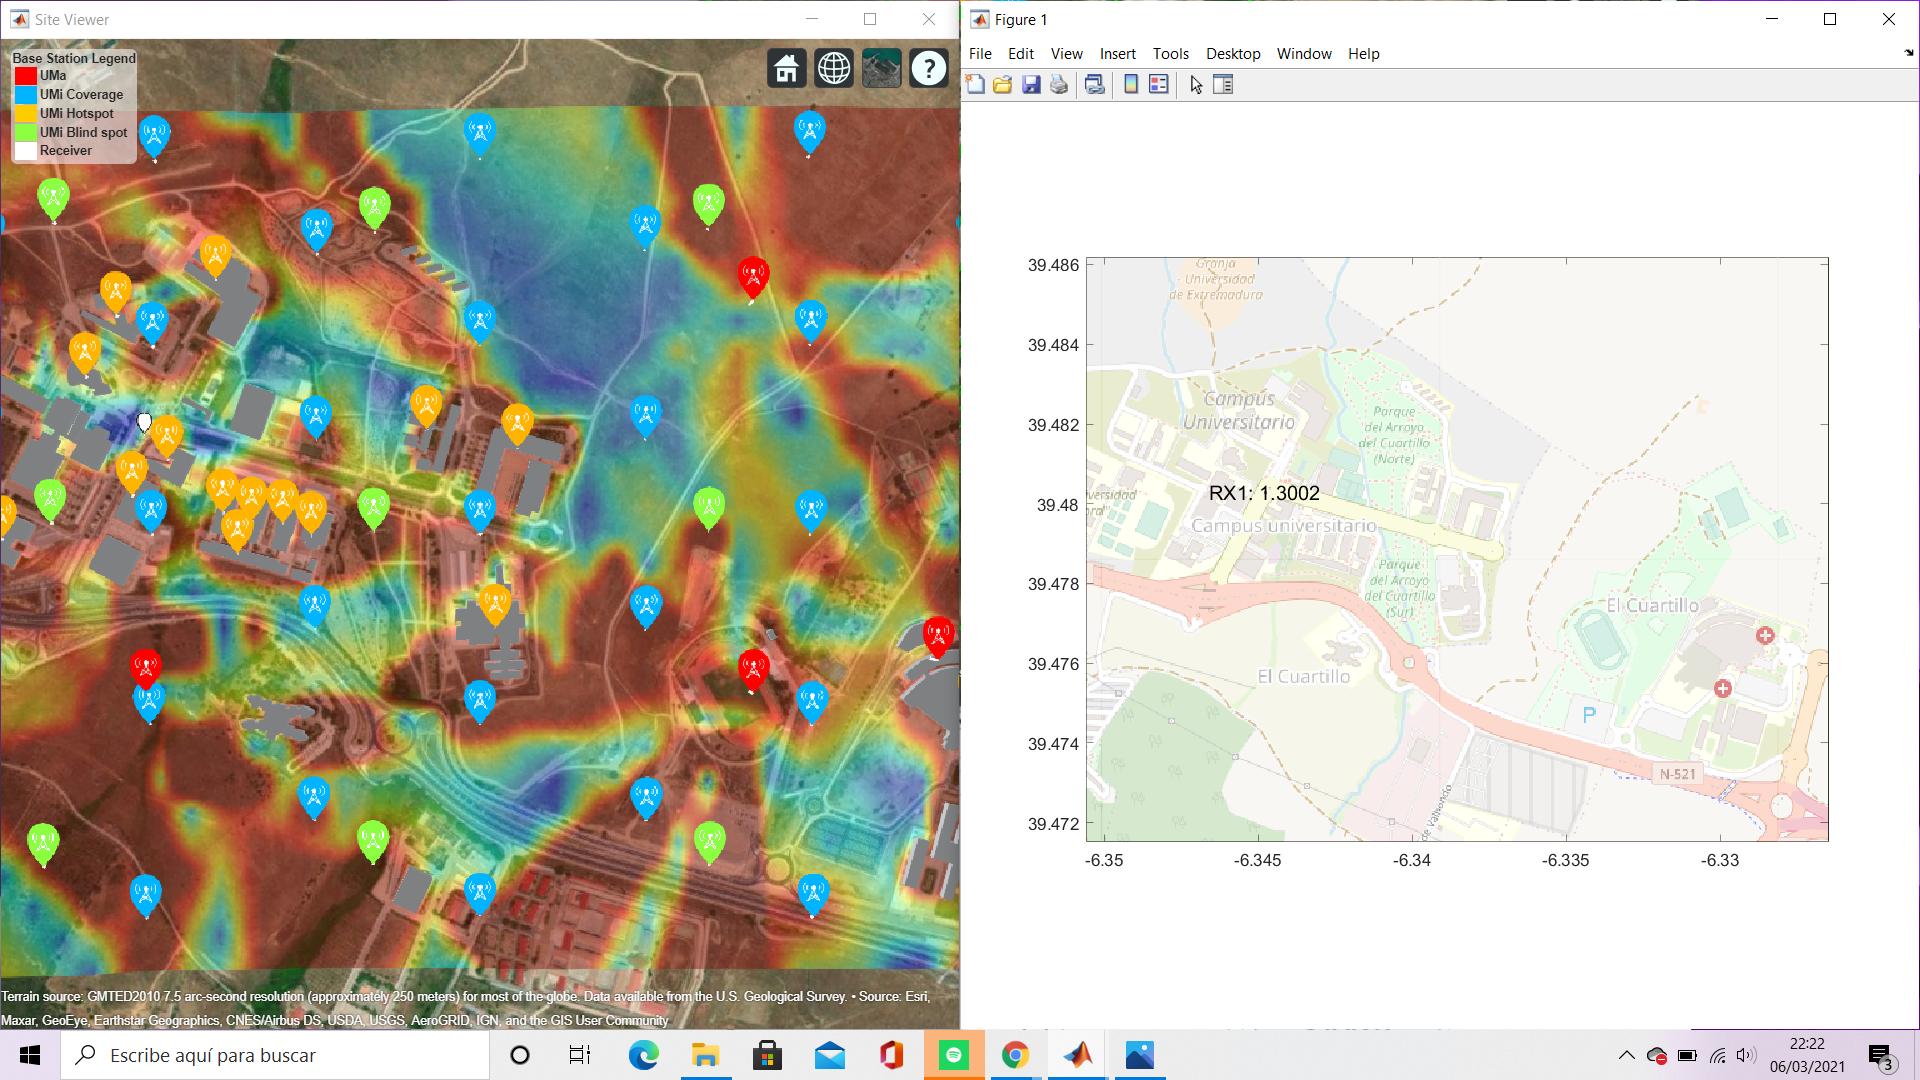 Site Viewer
Base Station Legend
UMa
UMi Coverage
UMi Hotspot
UMi Blind spot
Receiver
?
Terrain source: GMTED2010 7.5 arc-second resolution (approximately 250 meters) for most of the globe. Data available from the U.S. Geological Survey. • Source: Esri,
Maxar, GeoEye, Earthstar Geographics, CNES/Airbus DS, USDA, USGS, AeroGRID, IGN, and the GIS User Community
Figure 1
File Edit View Insert Tools Desktop Window Help
39.486
39.484
39.482
39.48
39.478
39.476
39.474
39.472
-6.35 -6.345 -6.34 -6.335 -6.33
Granja
Universidad
de Extremadura
Campus
Universitario
Parque
del Arroyo
del Cuartillo
(Norte)
RX1: 1.3002
Campus universitario
Parque
del Arroyo
del Cuartillo
(Sur)
El Cuartillo
El Cuartillo
P
N-521
de Valhondo
Escribe aquí para buscar
22:22
06/03/2021
3